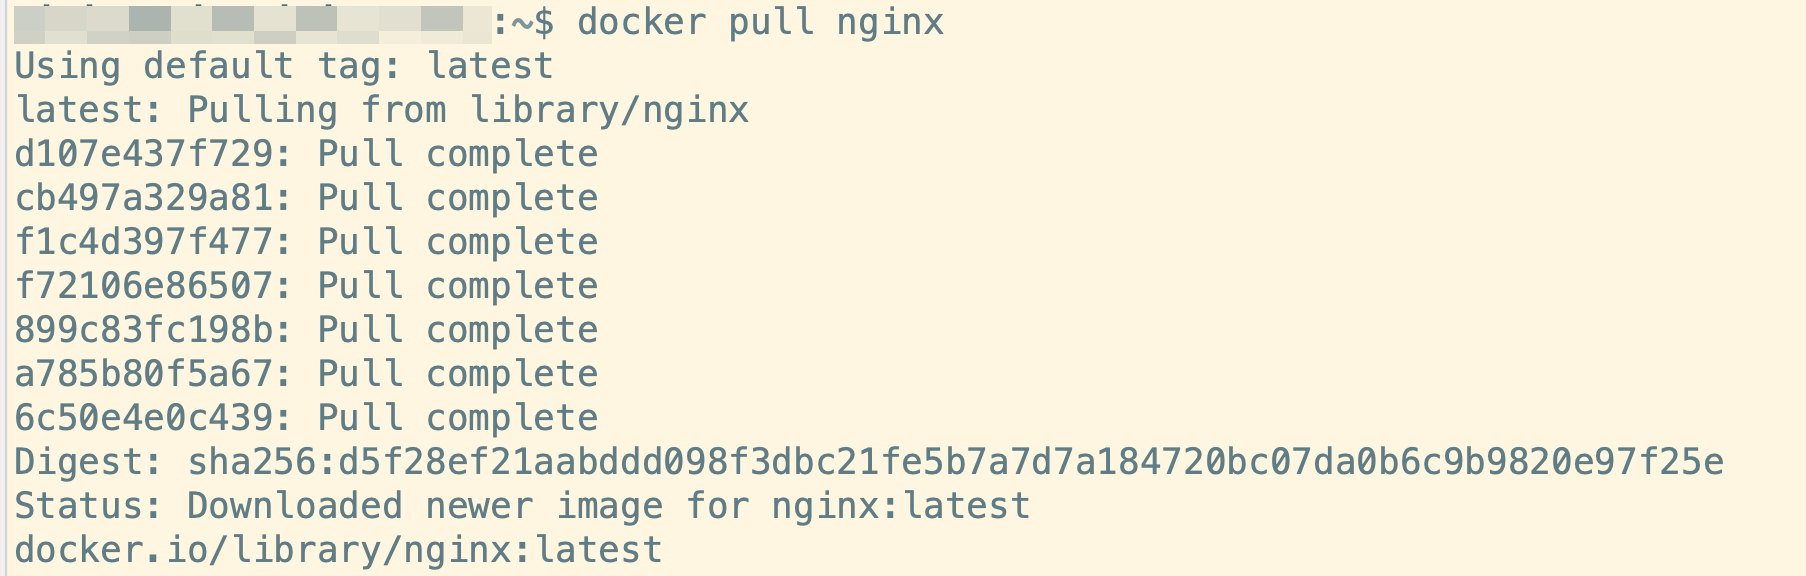 :~$ docker pull nginx
Using default tag: latest
latest: Pulling from library/nginx
d107e437f729: Pull complete
cb497a329a81: Pull complete
f1c4d397f477: Pull complete
f72106e86507: Pull complete
899c83fc198b: Pull complete
a785b80f5a67: Pull complete
6c50e4e0c439: Pull complete
Digest: sha256:d5f28ef21aabddd098f3dbc21fe5b7a7d7a184720bc07da0b6c9b9820e97f25e
Status: Downloaded newer image for nginx:latest
docker.io/library/nginx:latest